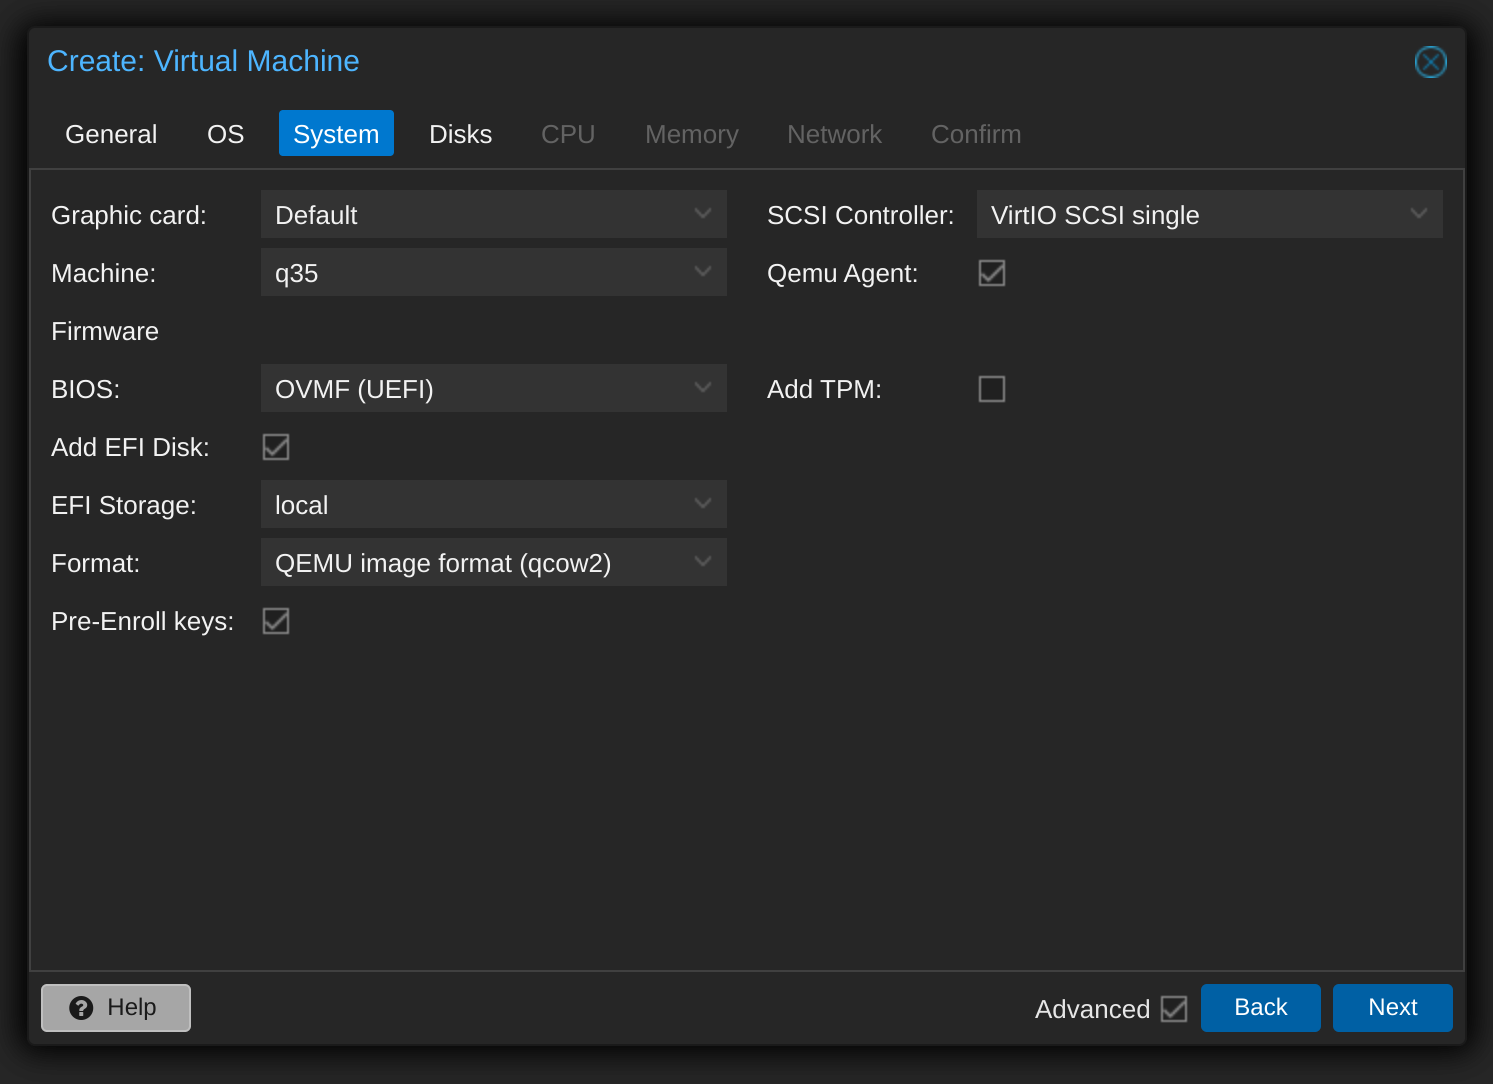 Create: Virtual Machine
General OS System Disks CPU Memory Network Confirm
Graphic card: Default
SCSI Controller: VirtIO SCSI single
Machine: q35
Qemu Agent:
Firmware
BIOS: OVMF (UEFI)
Add TPM:
Add EFI Disk:
EFI Storage: local
Format: QEMU image format (qcow2)
Pre-Enroll keys:
Help
Advanced
Back
Next